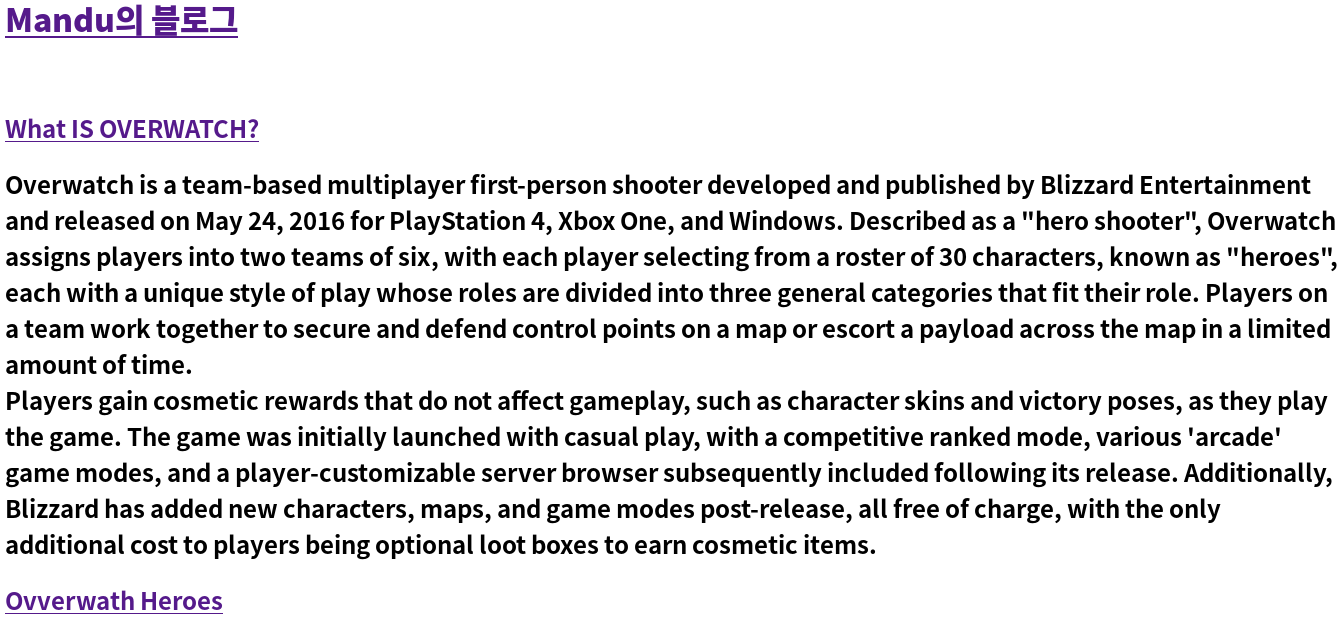 Mandu의 블로그
What IS OVERWATCH?
Overwatch is a team-based multiplayer first-person shooter developed and published by Blizzard Entertainment
and released on May 24, 2016 for PlayStation 4, Xbox One, and Windows. Described as a "hero shooter", Overwatch
assigns players into two teams of six, with each player selecting from a roster of 30 characters, known as "heroes",
each with a unique style of play whose roles are divided into three general categories that fit their role. Players on
a team work together to secure and defend control points on a map or escort a payload across the map in a limited
amount of time.
Players gain cosmetic rewards that do not affect gameplay, such as character skins and victory poses, as they play
the game. The game was initially launched with casual play, with a competitive ranked mode, various 'arcade'
game modes, and a player-customizable server browser subsequently included following its release. Additionally,
Blizzard has added new characters, maps, and game modes post-release, all free of charge, with the only
additional cost to players being optional loot boxes to earn cosmetic items.
Ovverwath Heroes